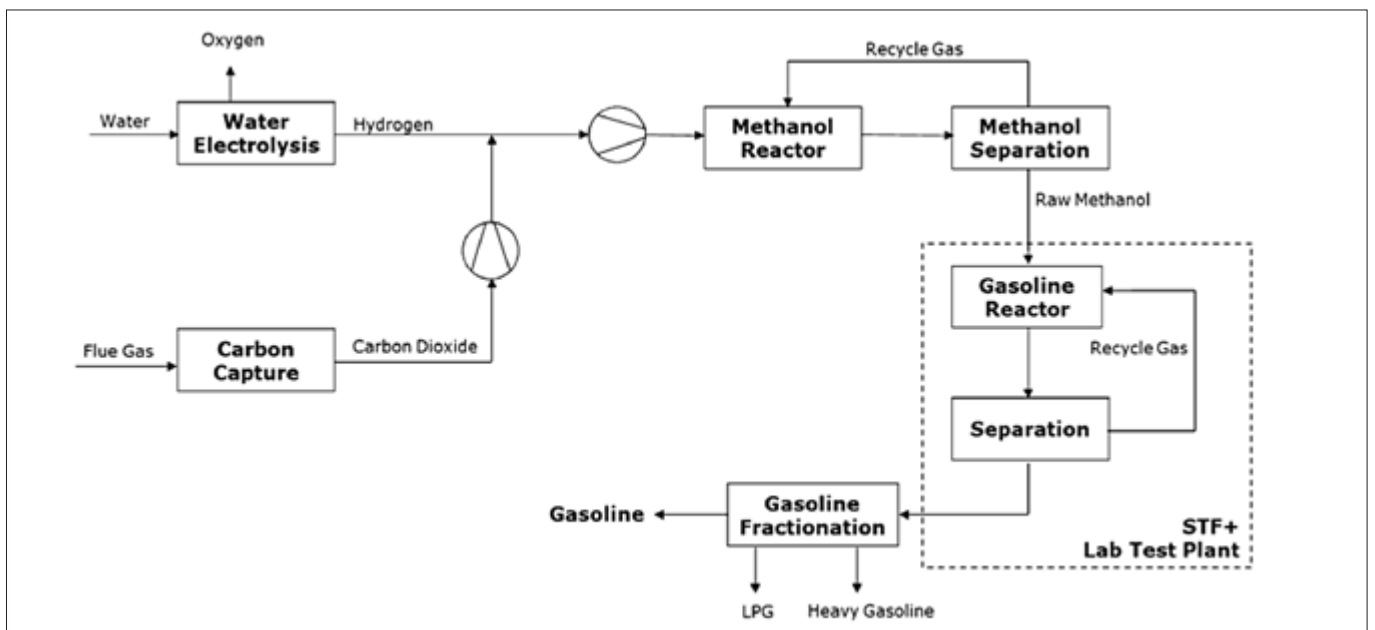 Oxygen
Recycle Gas
Water
Water
Electrolysis
Hydrogen
Methanol
Reactor
Methanol
Separation
Raw Methanol
Gasoline
Reactor
Flue Gas
Carbon
Capture
Carbon Dioxide
Recycle Gas
Separation
Gasoline
Gasoline
Fractionation
STF+
Lab Test Plant
LPG
Heavy Gasoline